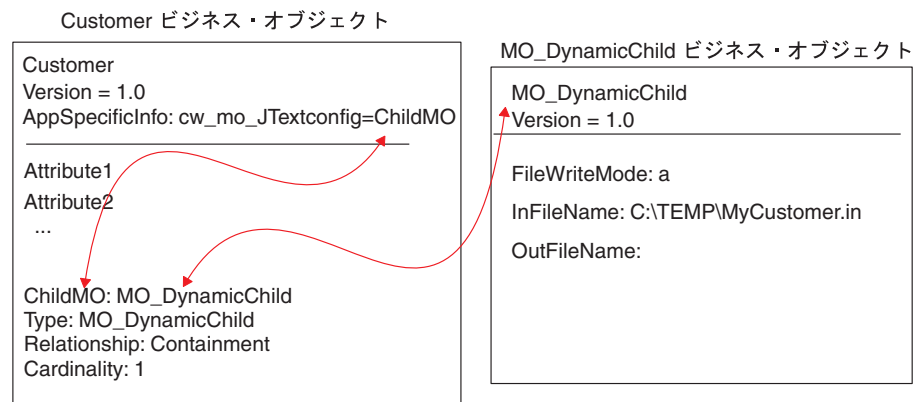 Customer ビジネス・オブジェクト
Customer
Version = 1.0
AppSpecificInfo: cw_mo_JTextconfig=ChildMO
Attribute1
Attribute2
...
ChildMO: MO_DynamicChild
Type: MO_DynamicChild
Relationship: Containment
Cardinality: 1
MO_DynamicChild ビジネス・オブジェクト
MO_DynamicChild
Version = 1.0
FileWriteMode: a
InFileName: C:\TEMP\MyCustomer.in
OutFileName: